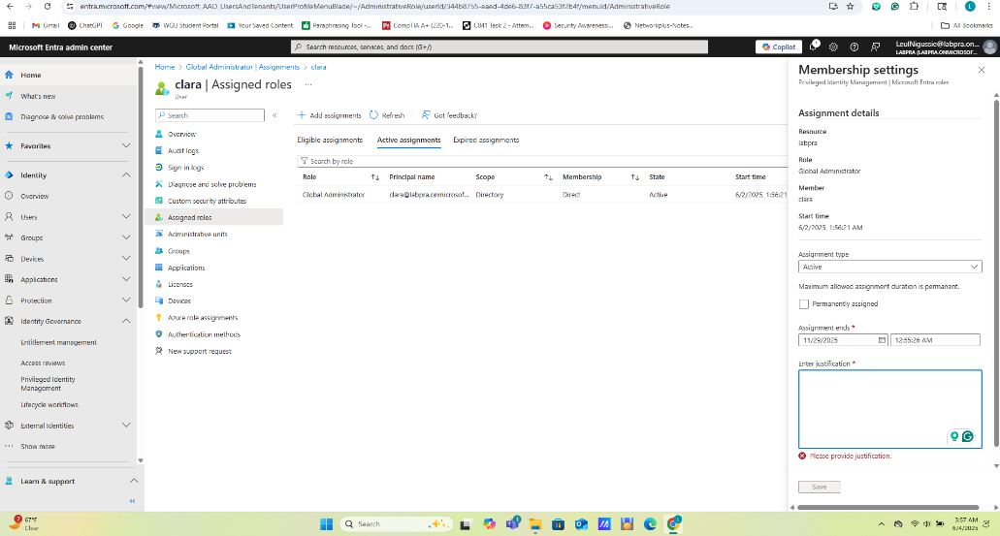 entra.microsoft.com/#view/Microsoft_AAD_UsersAndTenants/UserProfileMenuBlade/~/AdministrativeRole/userId/344b8755-eaed-4de6-83f7-a55ca53f2b4f/menuId/AdministrativeRole
Gmail
ChatGPT
Google
WGU Student Portal
Your Saved Content
Paraphrasing Tool -...
CompTIA A+ (220-1...
C841 Task 2 - Attem...
Security Awareness:...
Networkplus-Notes...
All Bookmarks
Microsoft Entra admin center
Search resources, services, and docs (G+/)
Copilot
1
LeulNigussie@labpra.on...
LABPRA (LABPRA.ONMICROSOF...
Home
What's new
Diagnose & solve problems
Favorites
Identity
Overview
Users
Groups
Devices
Applications
Protection
Identity Governance
Entitlement management
Access reviews
Privileged Identity
Management
Lifecycle workflows
External Identities
Show more
Learn & support
Home > Global Administrator | Assignments > clara
clara | Assigned roles ...
User
Search
Overview
Audit logs
Sign-in logs
Diagnose and solve problems
Custom security attributes
Assigned roles
Administrative units
Groups
Applications
Licenses
Devices
Azure role assignments
Authentication methods
New support request
Add assignments
Refresh
Got feedback?
Eligible assignments
Active assignments
Expired assignments
Search by role
Role Principal name Scope Membership State Start time
Global Administrator clara@labpra.onmicrosof... Directory Direct Active 6/2/2025, 1:56:21
Membership settings
Privileged Identity Management | Microsoft Entra roles
Assignment details
Resource
labpra
Role
Global Administrator
Member
clara
Start time
6/2/2025, 1:56:21 AM
Assignment type
Active
Maximum allowed assignment duration is permanent.
Permanently assigned
Assignment ends *
11/29/2025 12:55:26 AM
Enter justification *
Please provide justification.
Save
67°F
Clear
Search
3:57 AM
6/4/2025